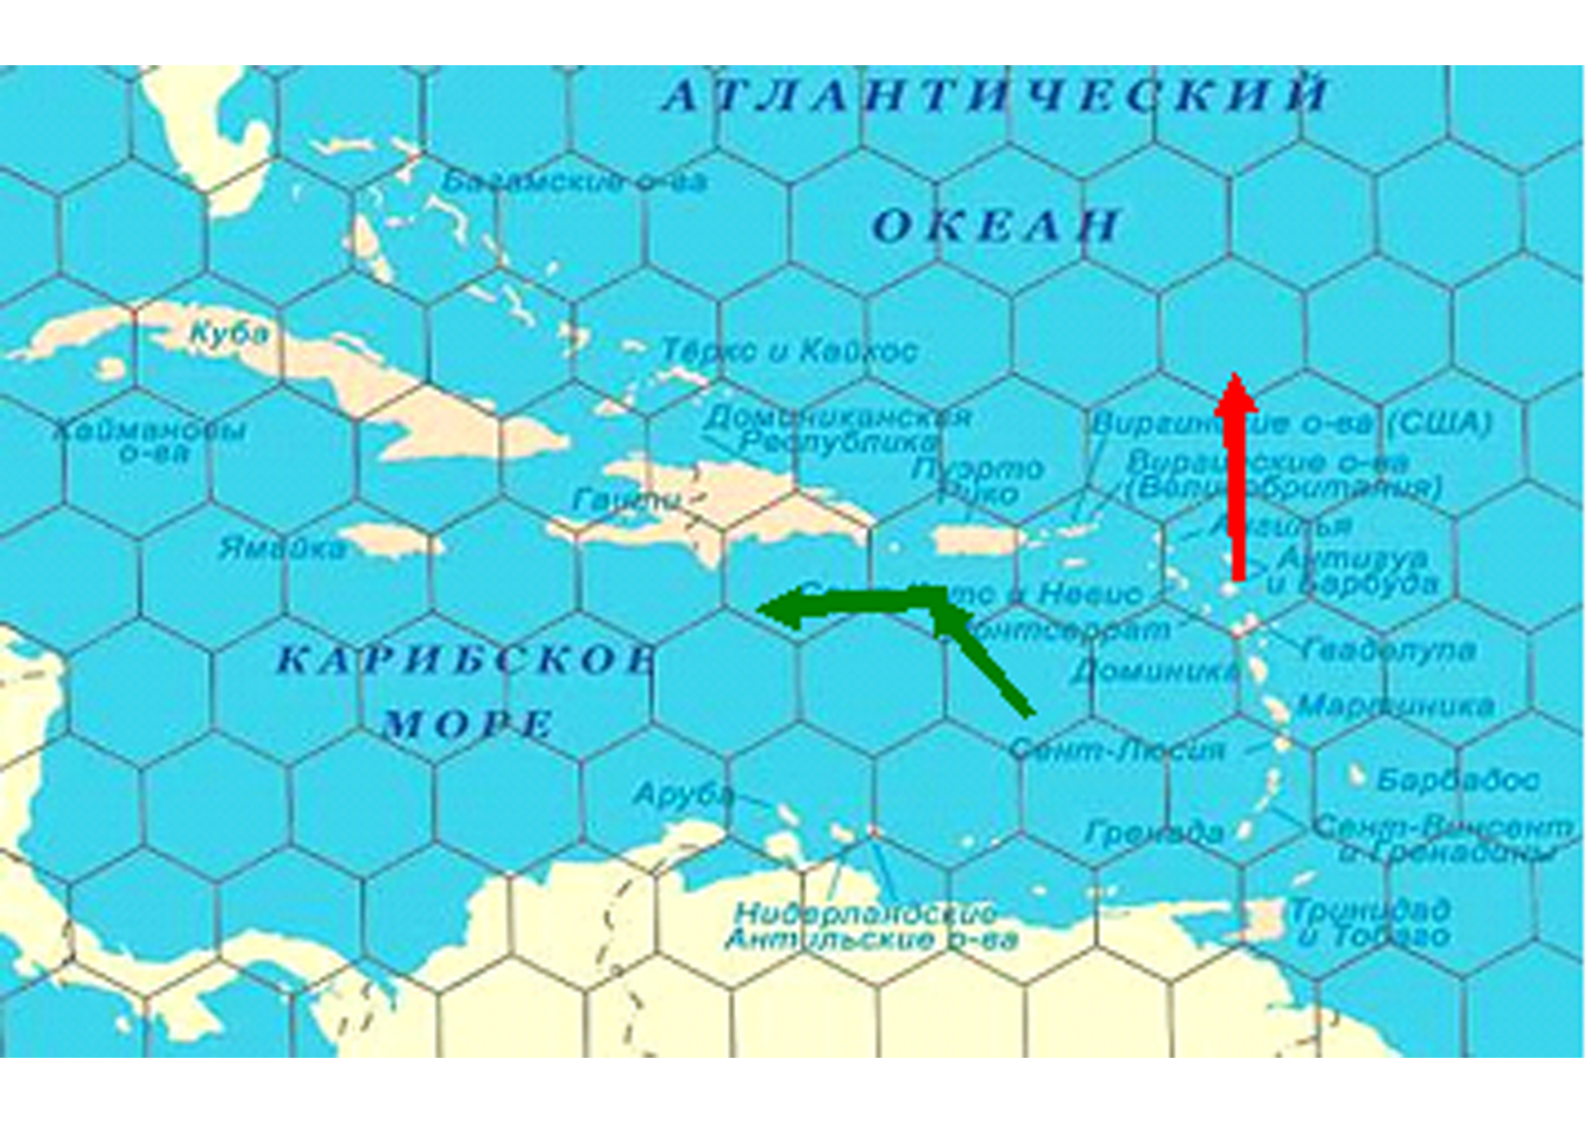 АТЛАНТИЧЕСКИЙ
Багамские о-ва
ОКЕАН
Куба
Тёркс и Кайкос
Каймановы
о-ва
Доминиканская
Республика
Виргинские о-ва (США)
Пуэрто
Рико
Виргинские о-ва
(Великобритания)
Гаити
Ангилья
Ямайка
Антигуа
и Барбуда
и Невис
КАРИБСКОЕ
МОРЕ
Гваделупа
Доминика
Мартиника
Сент-Люсия
Барбадос
Аруба
Гренада
Сент-Винсент
и Гренадины
Нидерландские
Антильские о-ва
Тринидад
и Тобаго